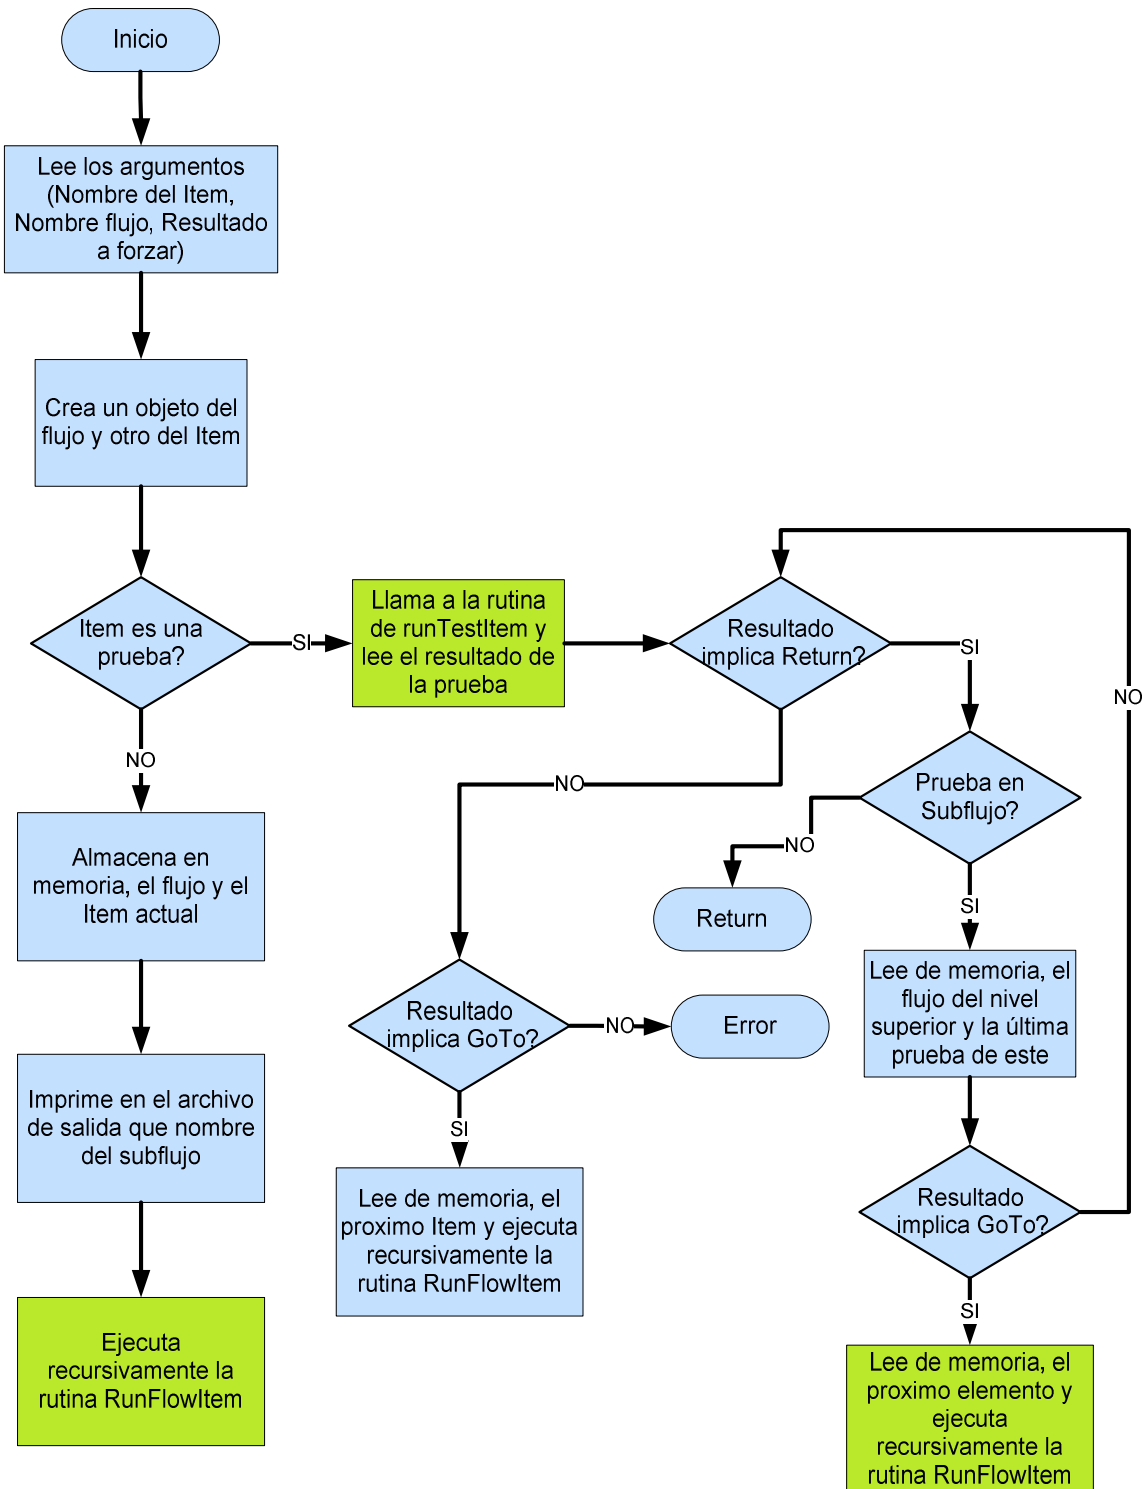 Inicio
Lee los argumentos
(Nombre del Item,
Nombre flujo, Resultado
a forzar)
Crea un objeto del
flujo y otro del Item
Item es una
prueba?
SI
NO
Llama a la rutina
de runTestItem y
lee el resultado de
la prueba
Resultado
implica Return?
SI
NO
NO
Prueba en
Subflujo?
NO
SI
Return
Almacena en
memoria, el flujo y el
Item actual
Lee de memoria, el
flujo del nivel
superior y la última
prueba de este
Resultado
implica GoTo?
NO
SI
Error
Imprime en el archivo
de salida que nombre
del subflujo
Lee de memoria, el
proximo Item y ejecuta
recursivamente la
rutina RunFlowItem
Resultado
implica GoTo?
SI
Ejecuta
recursivamente la
rutina RunFlowItem
Lee de memoria, el
proximo elemento y
ejecuta
recursivamente la
rutina RunFlowItem